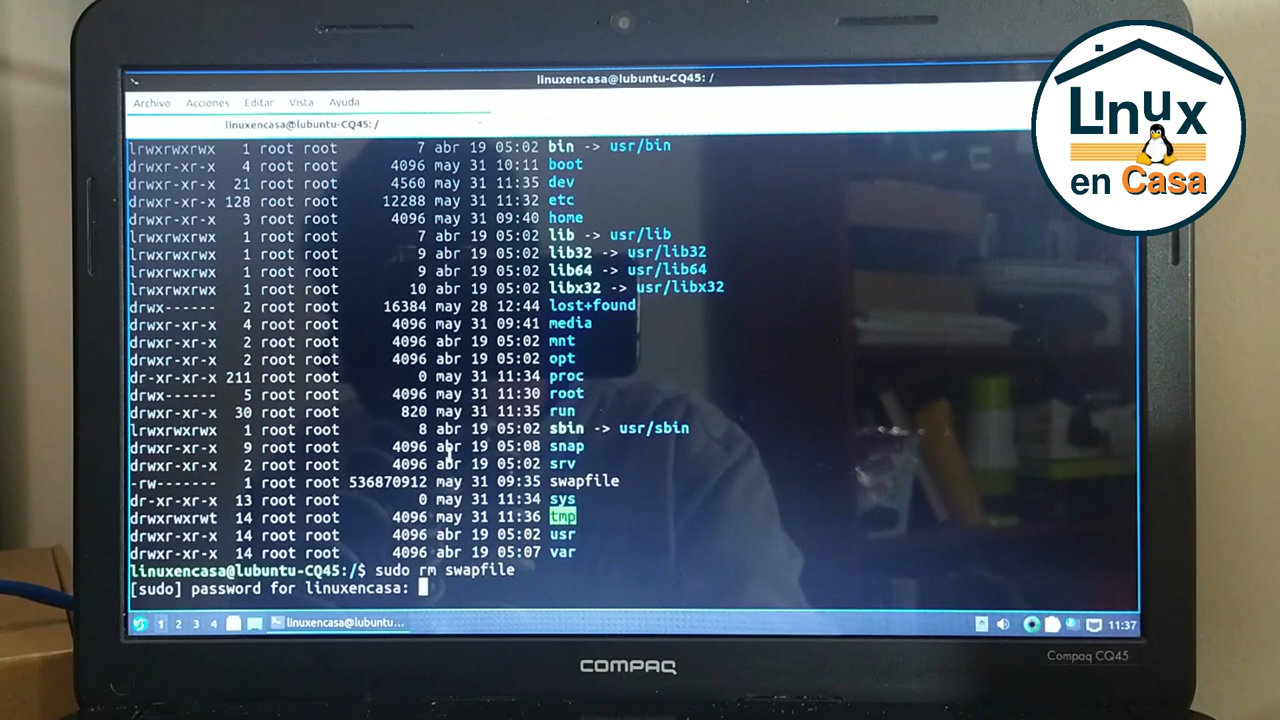 linuxencasa@lubuntu-CQ45: /
Archivo Acciones Editar Vista Ayuda
linuxencasa@lubuntu-CQ45: /
lrwxrwxrwx 1 root root 7 abr 19 05:02 bin -> usr/bin
drwxr-xr-x 4 root root 4096 may 31 10:11 boot
drwxr-xr-x 21 root root 4560 may 31 11:35 dev
drwxr-xr-x 128 root root 12288 may 31 11:32 etc
drwxr-xr-x 3 root root 4096 may 31 09:40 home
lrwxrwxrwx 1 root root 7 abr 19 05:02 lib -> usr/lib
lrwxrwxrwx 1 root root 9 abr 19 05:02 lib32 -> usr/lib32
lrwxrwxrwx 1 root root 9 abr 19 05:02 lib64 -> usr/lib64
lrwxrwxrwx 1 root root 10 abr 19 05:02 libx32 -> usr/libx32
drwx------ 2 root root 16384 may 28 12:44 lost+found
drwxr-xr-x 4 root root 4096 may 31 09:41 media
drwxr-xr-x 2 root root 4096 abr 19 05:02 mnt
drwxr-xr-x 2 root root 4096 abr 19 05:02 opt
dr-xr-xr-x 211 root root 0 may 31 11:34 proc
drwx------ 5 root root 4096 may 31 11:30 root
drwxr-xr-x 30 root root 820 may 31 11:35 run
lrwxrwxrwx 1 root root 8 abr 19 05:02 sbin -> usr/sbin
drwxr-xr-x 9 root root 4096 abr 19 05:08 snap
drwxr-xr-x 2 root root 4096 abr 19 05:02 srv
-rw------- 1 root root 536870912 may 31 09:35 swapfile
dr-xr-xr-x 13 root root 0 may 31 11:34 sys
drwxrwxrwt 14 root root 4096 may 31 11:36 tmp
drwxr-xr-x 14 root root 4096 abr 19 05:02 usr
drwxr-xr-x 14 root root 4096 abr 19 05:07 var
linuxencasa@lubuntu-CQ45:/$ sudo rm swapfile
[sudo] password for linuxencasa:
1 2 3 4 linuxencasa@lubuntu... 11:37
COMPAQ
Compaq CQ45
LInux
en Casa